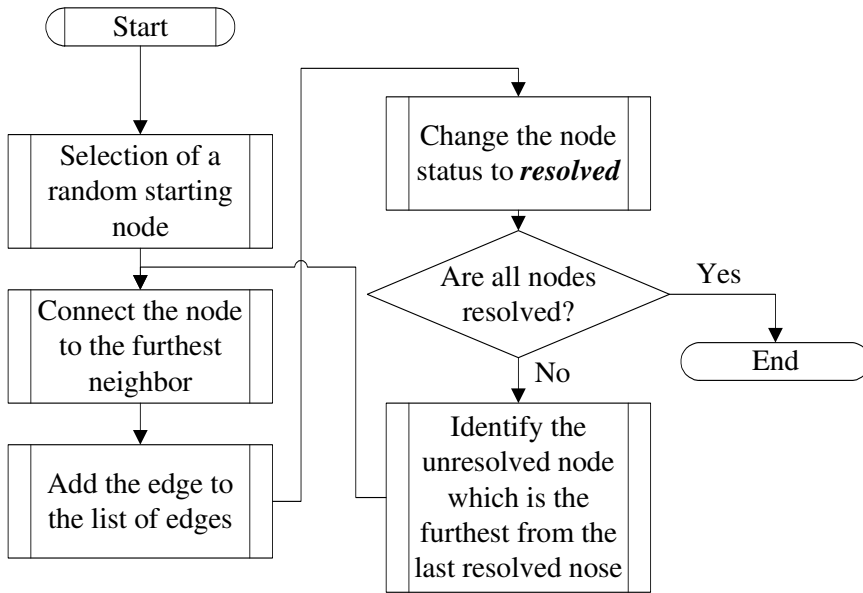 Start
Selection of a
random starting
node
Connect the node
to the furthest
neighbor
Add the edge to
the list of edges
Change the node
status to resolved
Are all nodes
resolved?
Yes
End
No
Identify the
unresolved node
which is the
furthest from the
last resolved nose